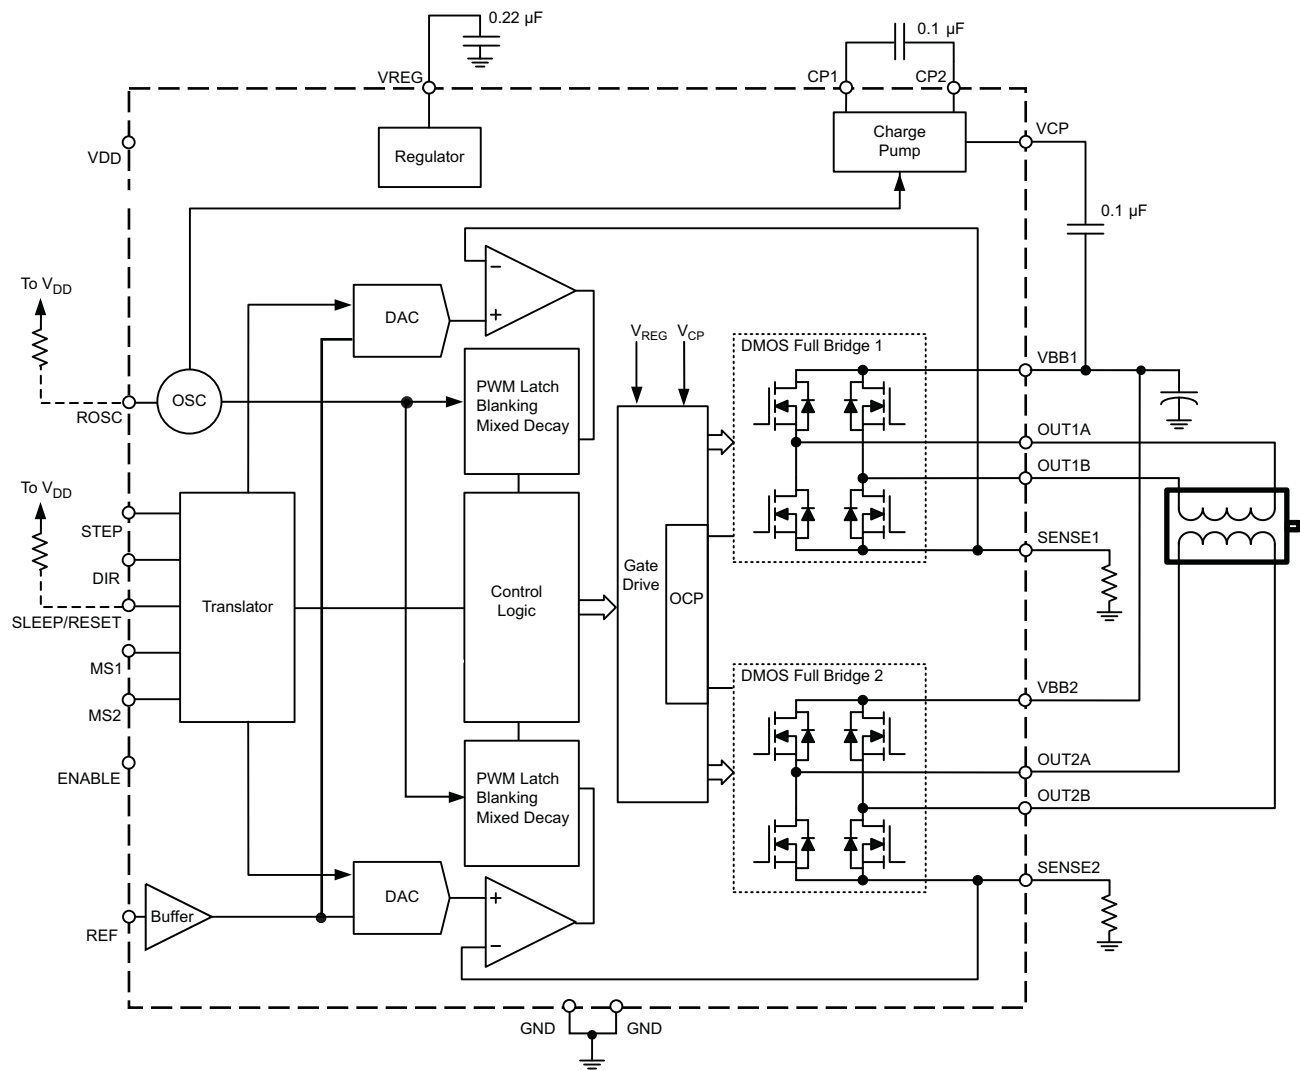 0.22 µF
0.1 µF
VREG
CP1
CP2
VDD
Regulator
Charge
Pump
VCP
0.1 µF
To VDD
DAC
−
+
VREG
VCP
DMOS Full Bridge 1
VBB1
PWM Latch
Blanking
Mixed Decay
OSC
ROSC
OUT1A
OUT1B
To VDD
STEP
DIR
SLEEP/RESET
MS1
MS2
Translator
Control
Logic
Gate
Drive
OCP
SENSE1
DMOS Full Bridge 2
VBB2
ENABLE
PWM Latch
Blanking
Mixed Decay
OUT2A
OUT2B
SENSE2
DAC
+
−
Buffer
REF
GND
GND